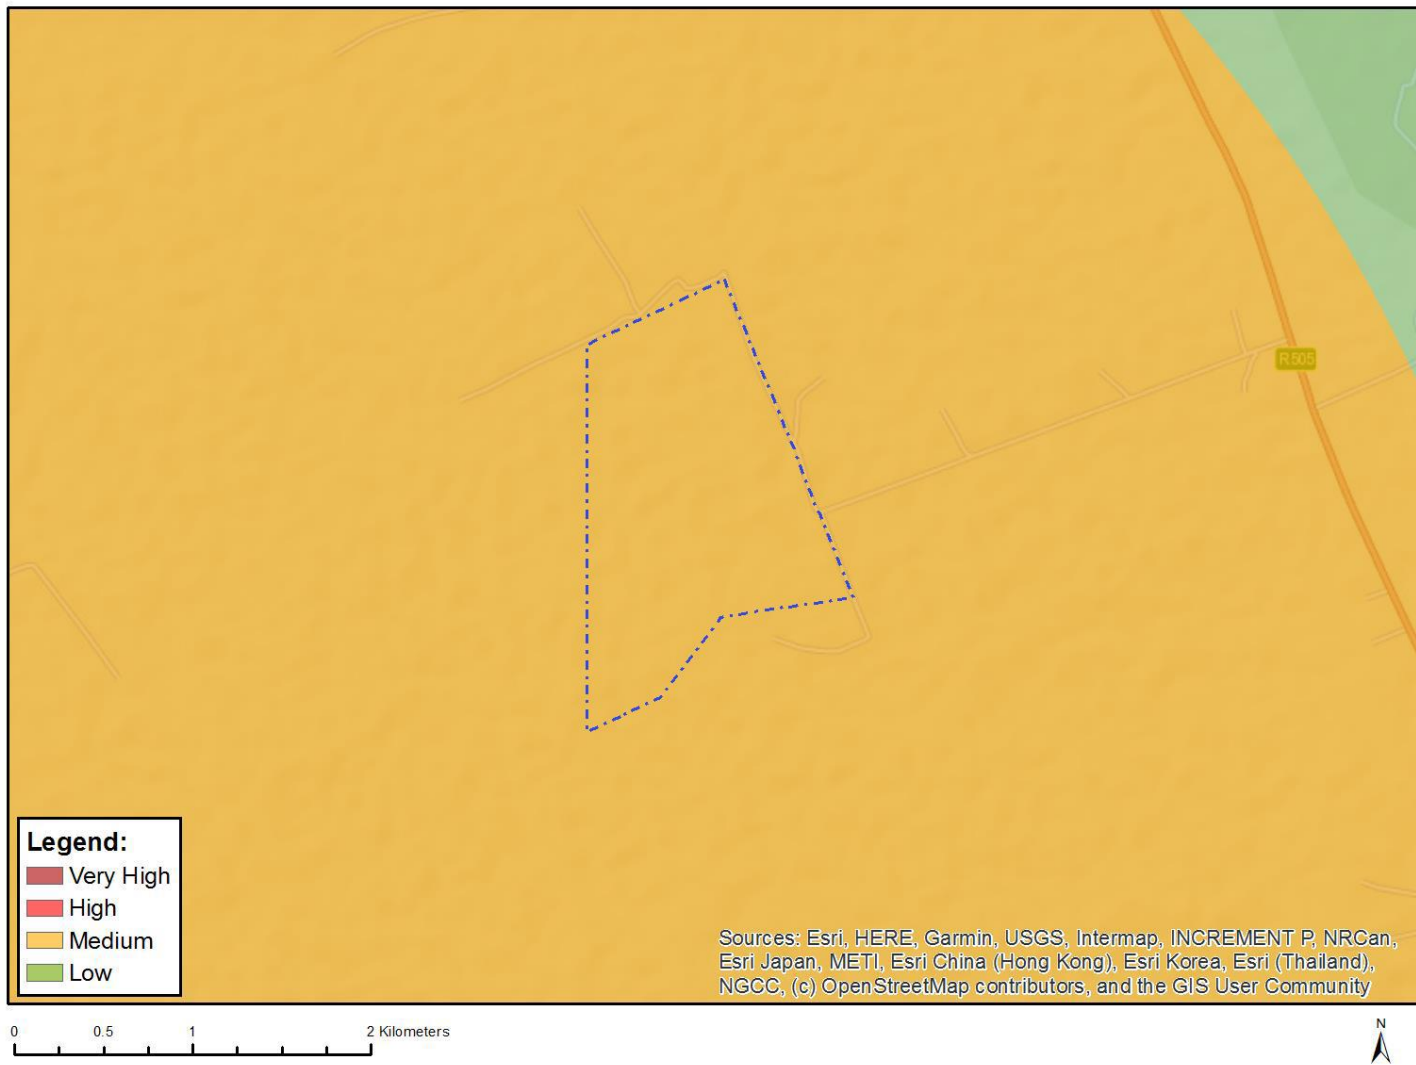 R505
Legend:
Very High
High
Medium
Low
Sources: Esri, HERE, Garmin, USGS, Intermap, INCREMENT P, NRCan,
Esri Japan, METI, Esri China (Hong Kong), Esri Korea, Esri (Thailand),
NGCC, (c) OpenStreetMap contributors, and the GIS User Community
0 0.5 1 2 Kilometers
N